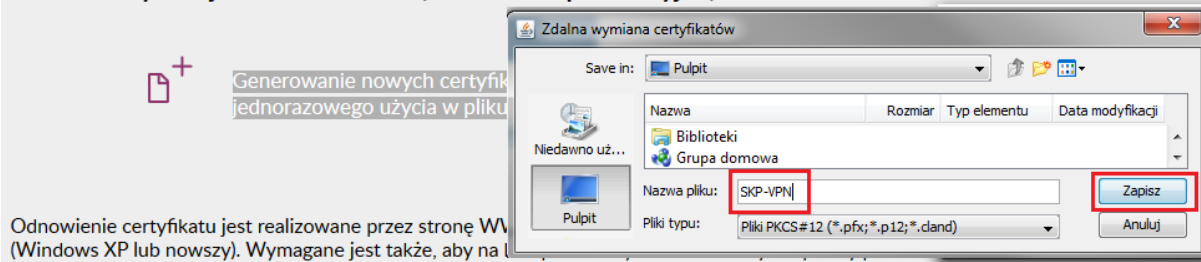 Zdalna wymiana certyfikatów
Save in: Pulpit
Generowanie nowych certyfik
jednorazowego użycia w pliku
Nazwa Rozmiar Typ elementu Data modyfikacji
Biblioteki
Grupa domowa
Niedawno uż...
Pulpit
Nazwa pliku: SKP-VPN Zapisz
Pliki typu: Pliki PKCS#12 (*.pfx;*.p12;*.cland) Anuluj
Odnowienie certyfikatu jest realizowane przez stronę
(Windows XP lub nowszy). Wymagane jest także, aby na